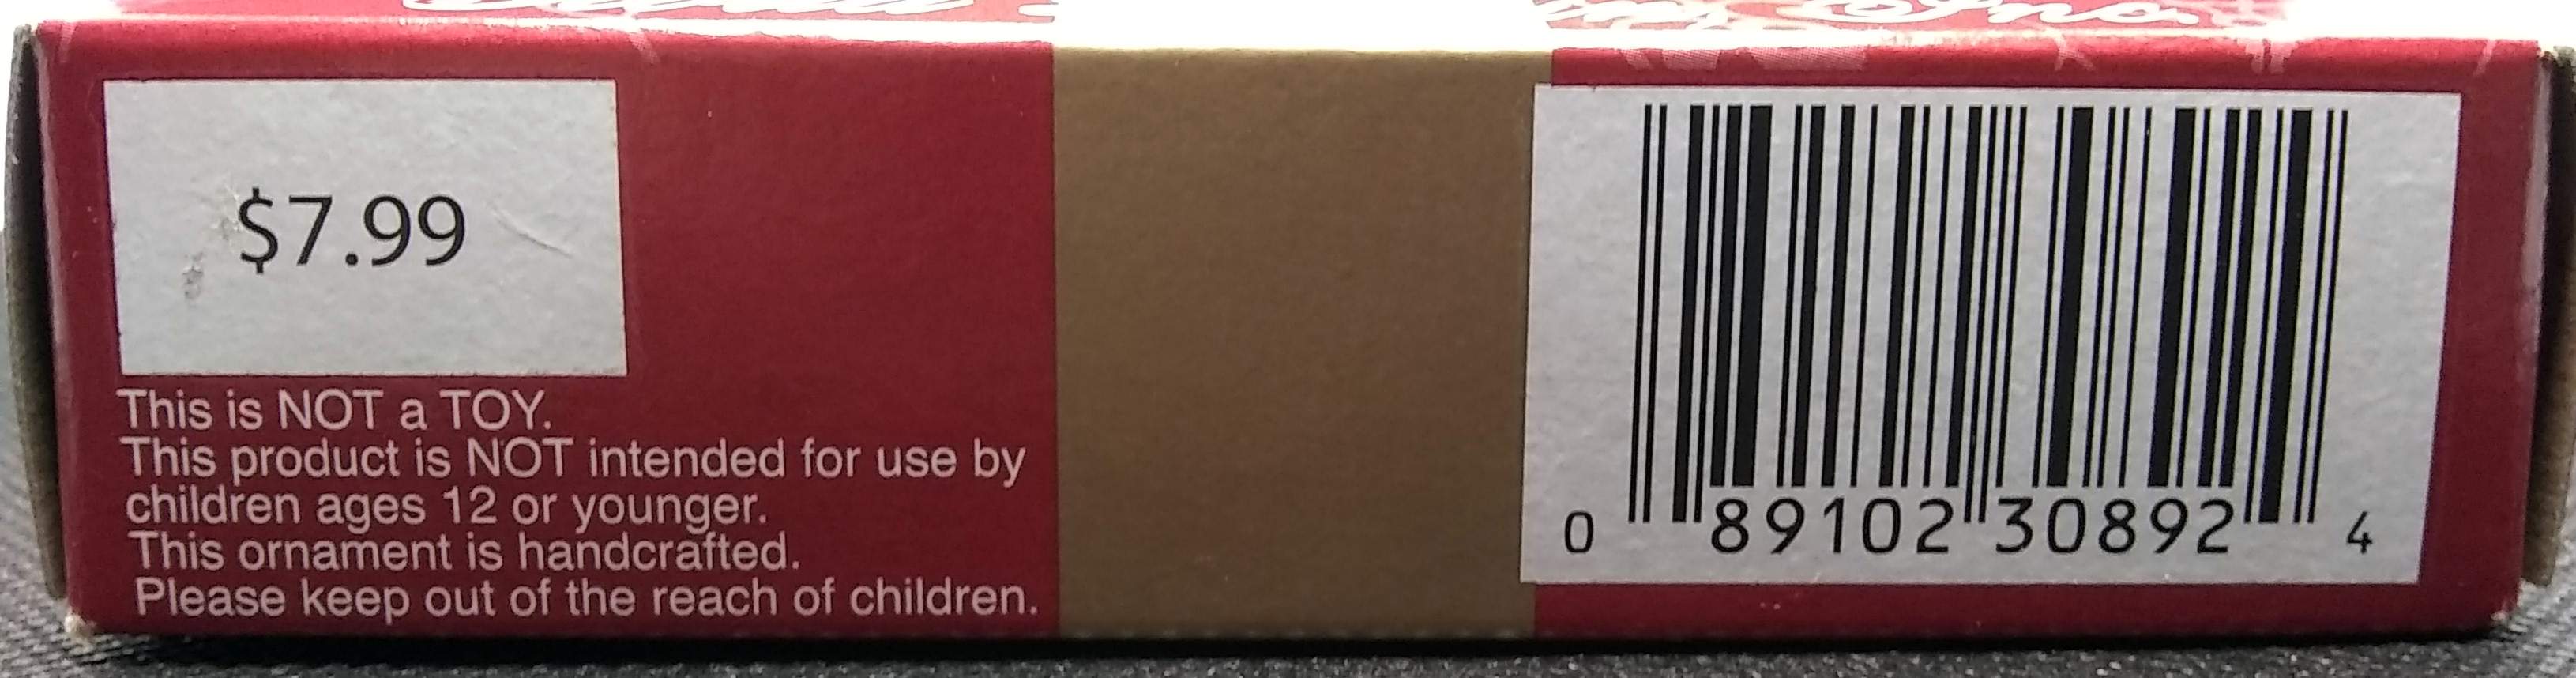 $7.99
This is NOT a TOY.
This product is NOT intended for use by
children ages 12 or younger.
This ornament is handcrafted.
Please keep out of the reach of children.
0 89102 30892 4